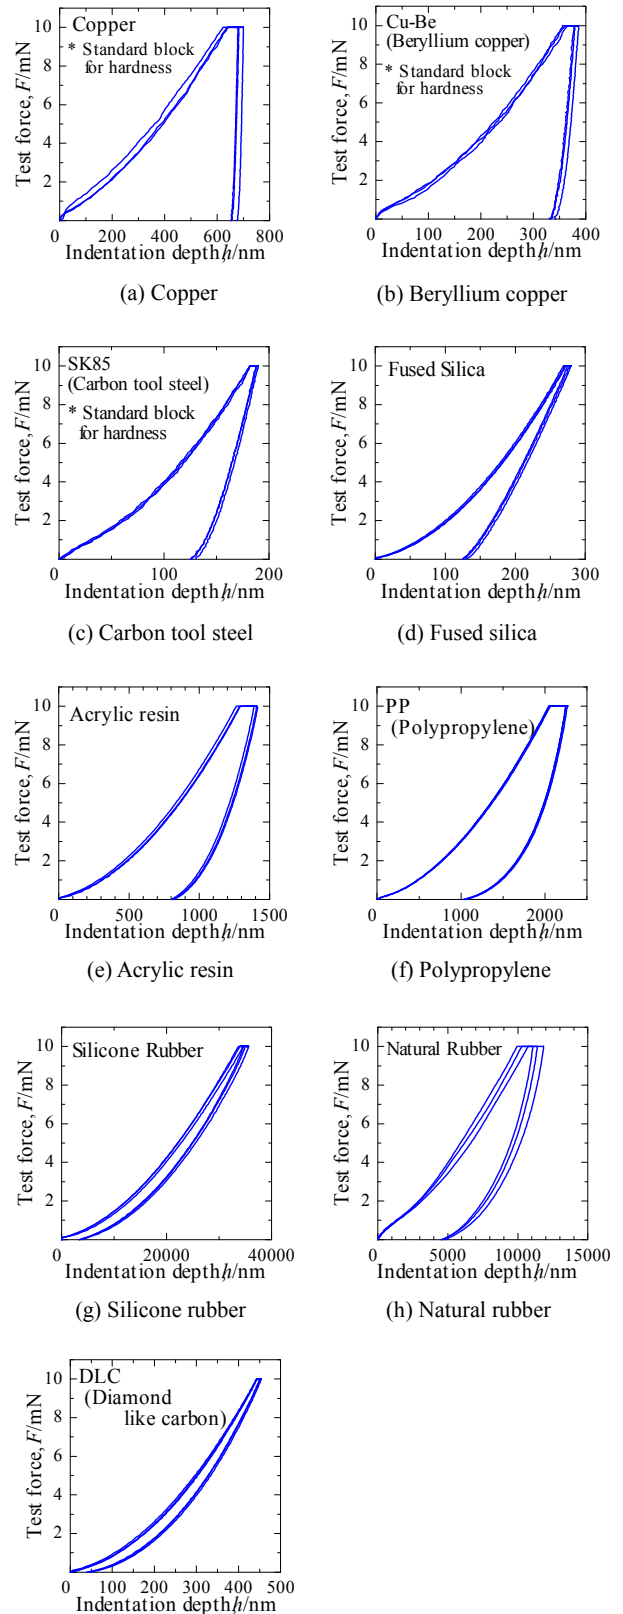 Copper
* Standard block
for hardness
Test force, F/mN
10
8
6
4
2
0 200 400 600 800
Indentation depth,h/nm
(a) Copper
Cu-Be
(Beryllium copper)
* Standard block
for hardness
Test force, F/mN
10
8
6
4
2
0 100 200 300 400
Indentation depth,h/nm
(b) Beryllium copper
SK85
(Carbon tool steel)
* Standard block
for hardness
Test force, F/mN
10
8
6
4
2
0 100 200
Indentation depth,h/nm
(c) Carbon tool steel
Fused Silica
Test force, F/mN
10
8
6
4
2
0 100 200 300
Indentation depth,h/nm
(d) Fused silica
Acrylic resin
Test force, F/mN
10
8
6
4
2
0 500 1000 1500
Indentation depth,h/nm
(e) Acrylic resin
PP
(Polypropylene)
Test force, F/mN
10
8
6
4
2
0 1000 2000
Indentation depth,h/nm
(f) Polypropylene
Silicone Rubber
Test force, F/mN
10
8
6
4
2
0 20000 40000
Indentation depth,h/nm
(g) Silicone rubber
Natural Rubber
Test force, F/mN
10
8
6
4
2
0 5000 10000 15000
Indentation depth,h/nm
(h) Natural rubber
DLC
(Diamond
like carbon)
Test force, F/mN
10
8
6
4
2
0 100 200 300 400 500
Indentation depth,h/nm